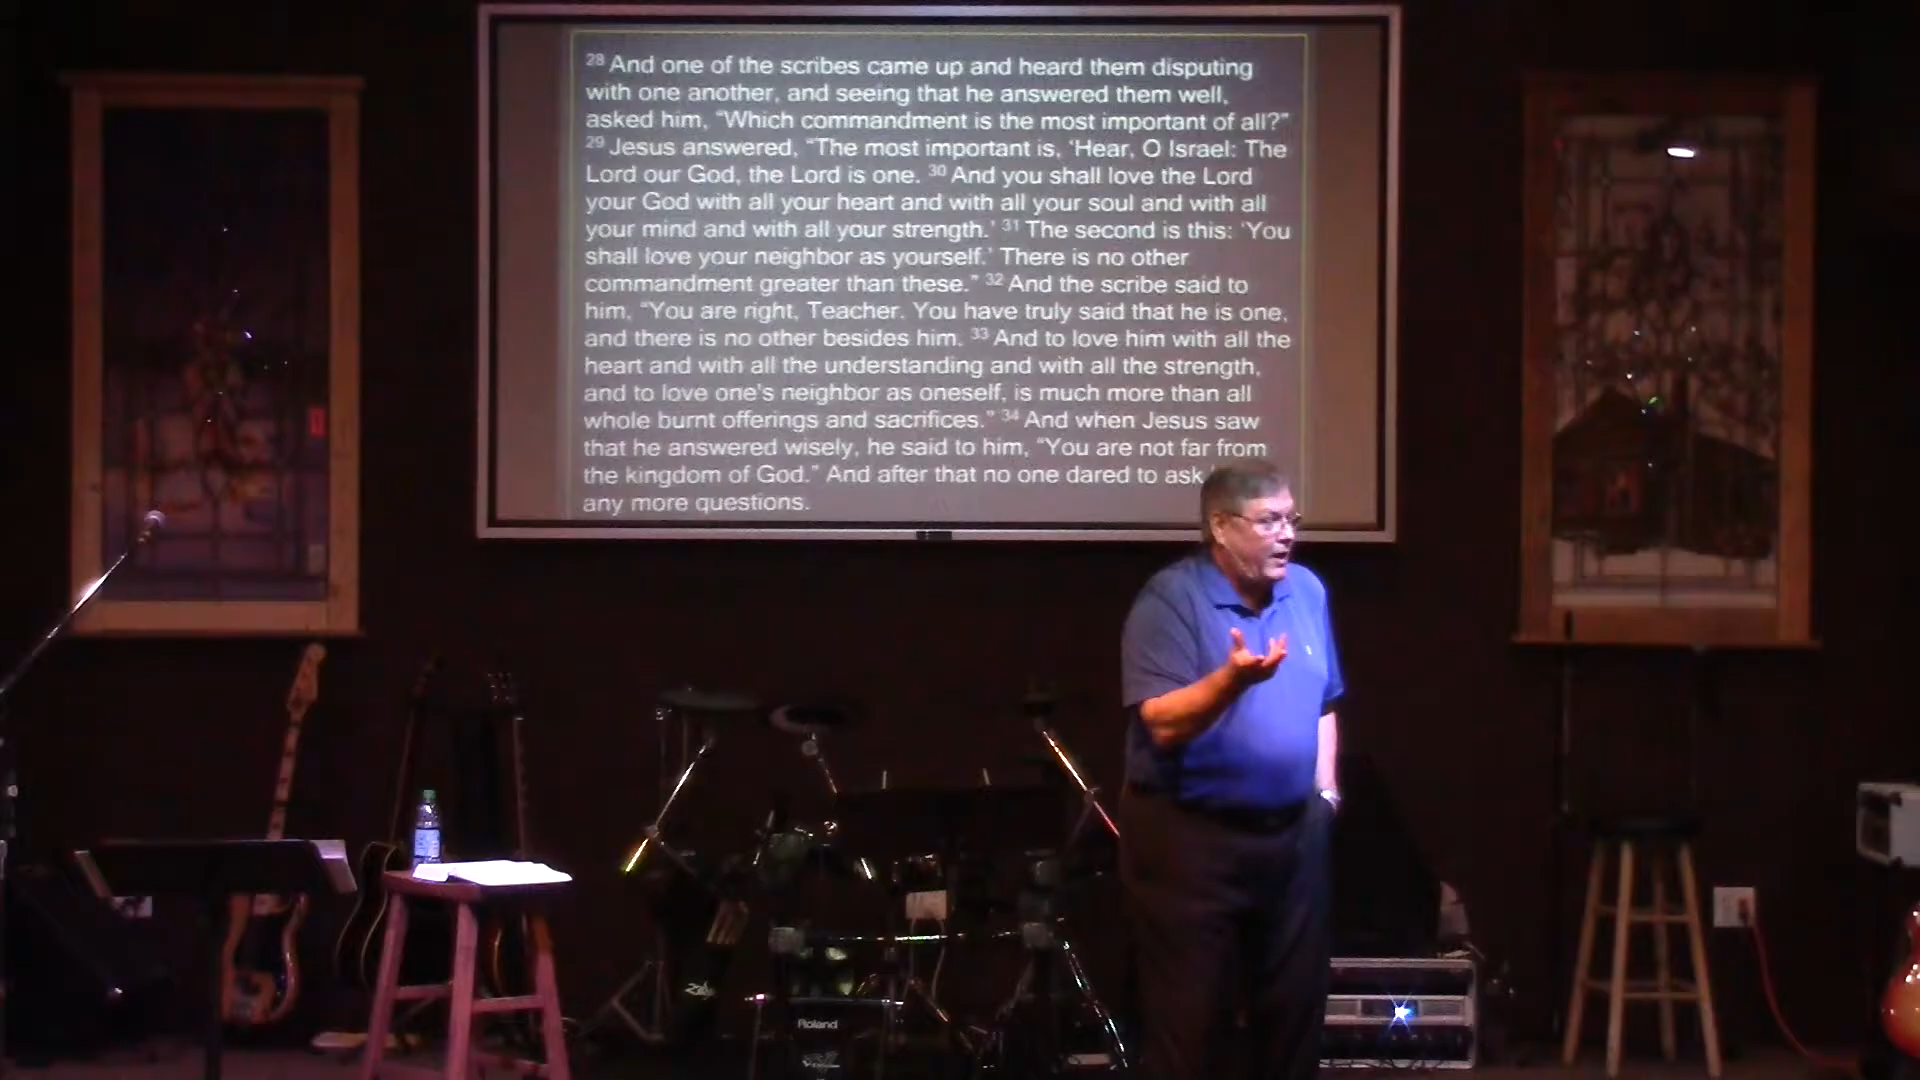 28 And one of the scribes came up and heard them disputing
with one another, and seeing that he answered them well,
asked him, “Which commandment is the most important of all?”
29 Jesus answered, “The most important is, ‘Hear, O Israel: The
Lord our God, the Lord is one. 30 And you shall love the Lord
your God with all your heart and with all your soul and with all
your mind and with all your strength.’ 31 The second is this: ‘You
shall love your neighbor as yourself.’ There is no other
commandment greater than these.” 32 And the scribe said to
him, “You are right, Teacher. You have truly said that he is one,
and there is no other besides him. 33 And to love him with all the
heart and with all the understanding and with all the strength,
and to love one’s neighbor as oneself, is much more than all
whole burnt offerings and sacrifices.” 34 And when Jesus saw
that he answered wisely, he said to him, “You are not far from
the kingdom of God.” And after that no one dared to ask
any more questions.
Roland